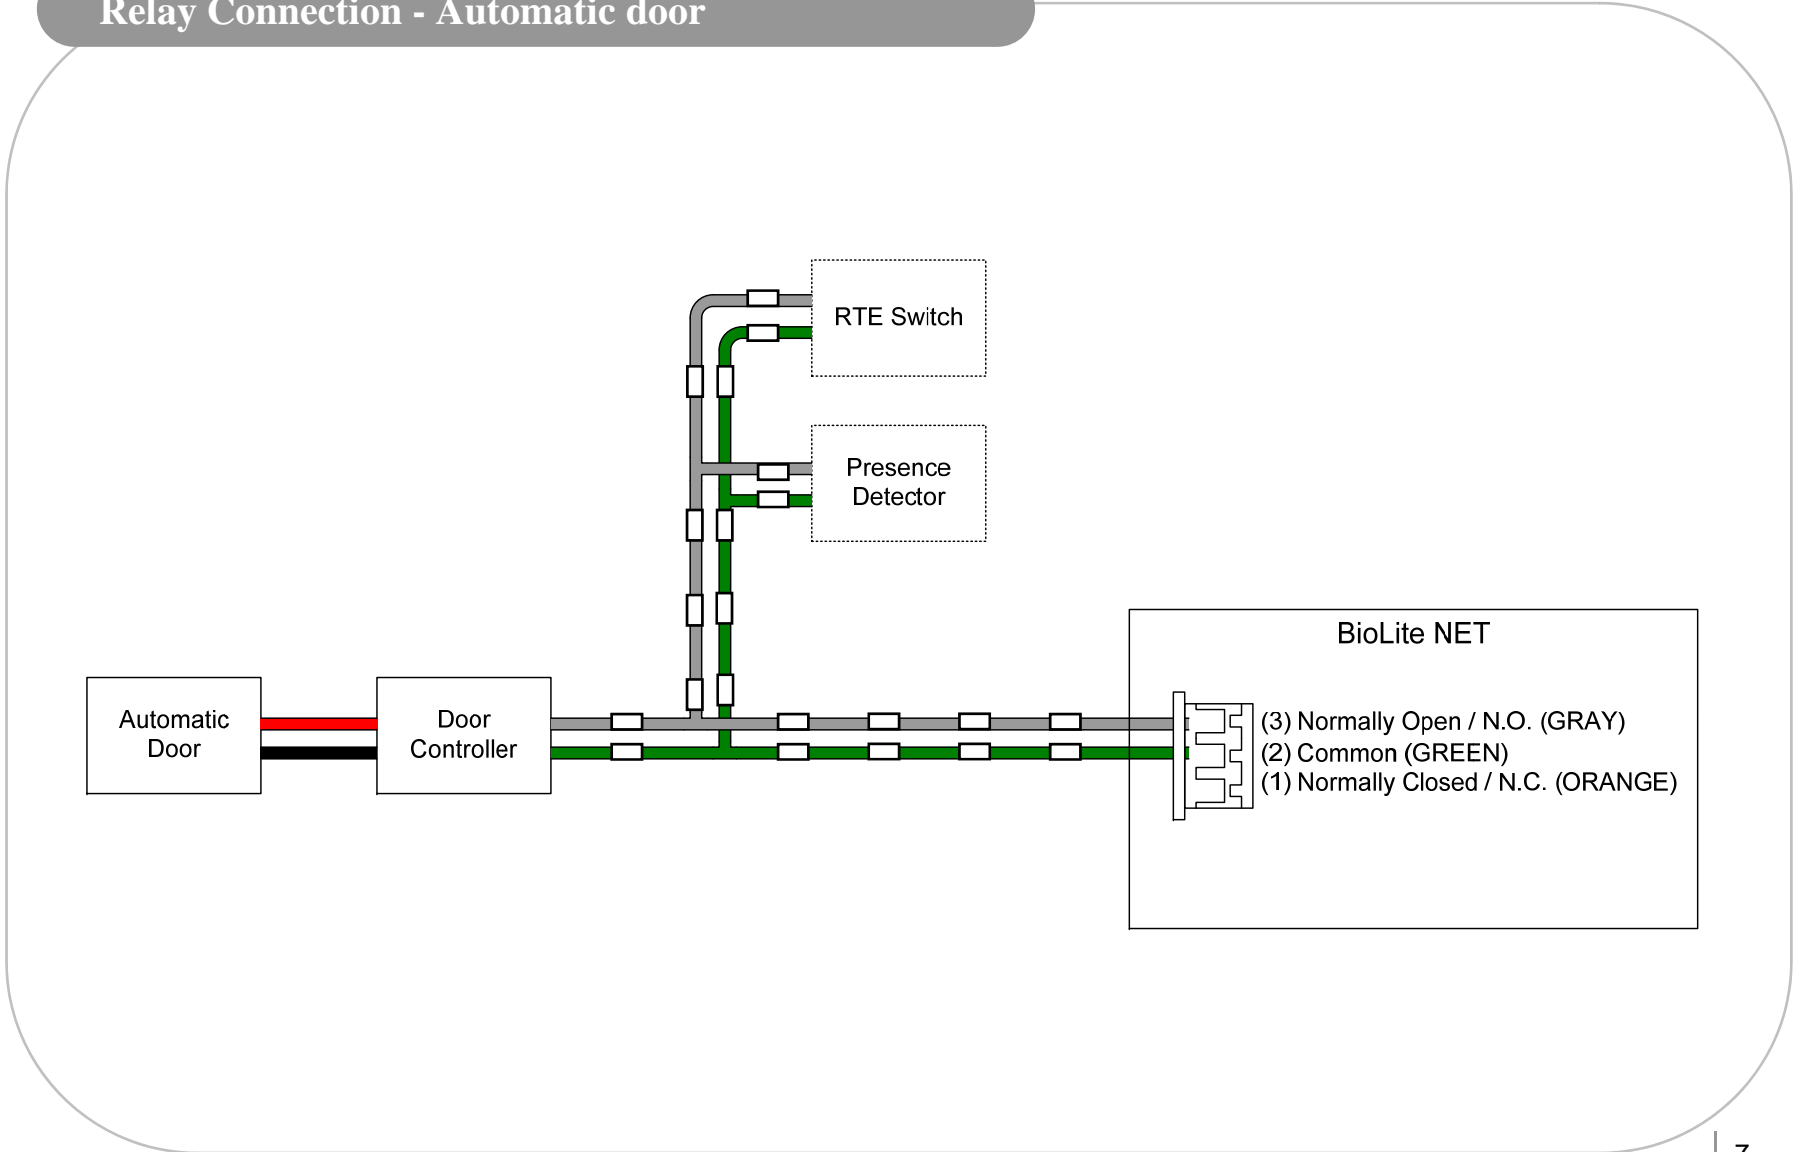 Relay Connection - Automatic door
RTE Switch
Presence
Detector
BioLite NET
Automatic
Door
Door
Controller
(3) Normally Open / N.O. (GRAY)
(2) Common (GREEN)
(1) Normally Closed / N.C. (ORANGE)
7